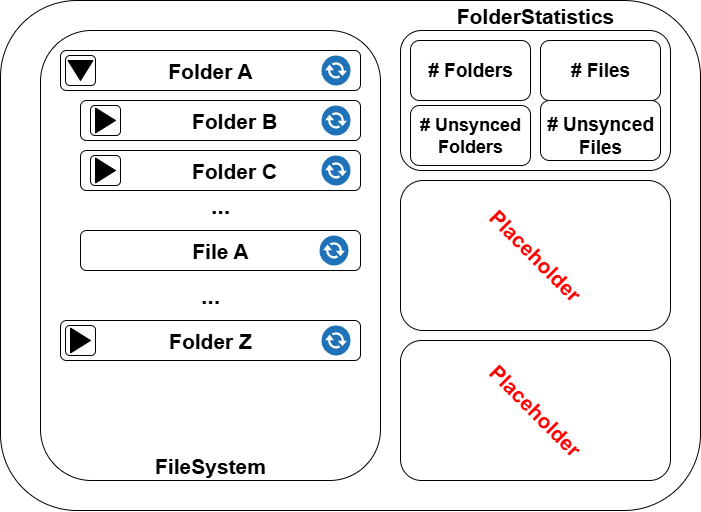 FolderStatistics
Folder A
Folder B
Folder C
...
File A
...
Folder Z
FileSystem
# Folders
# Files
# Unsynced
Folders
# Unsynced
Files
Placeholder
Placeholder